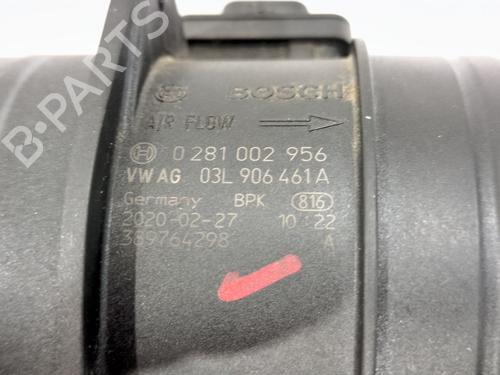 BOSCH
AIR FLOW
0 281 002 956
VW AG 03L 906 461 A
Germany BPK 816
2020-02-27 10:22
369764298 A
B-PARTS